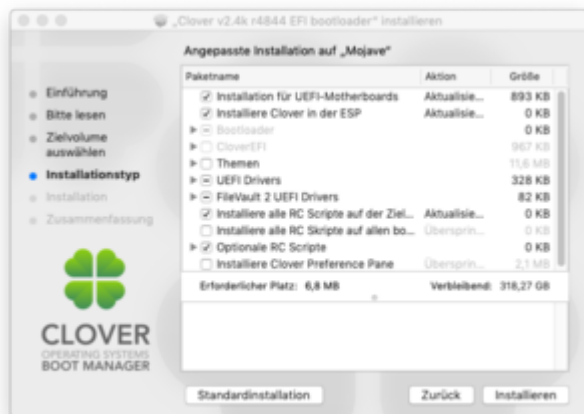 „Clover v2.4k r4844 EFI bootloader“ installieren
Angepasste Installation auf „Mojave“
Einführung
Bitte lesen
Zielvolume
auswählen
Installationstyp
Installation
Zusammenfassung
CLOVER
OPERATING SYSTEMS
BOOT MANAGER
Paketname Aktion Größe
Installation für UEFI-Motherboards Aktualisie... 893 KB
Installiere Clover in der ESP Aktualisie... 0 KB
Bootloader 0 KB
CloverEFI 967 KB
Themen 11,6 MB
UEFI Drivers 328 KB
FileVault 2 UEFI Drivers 82 KB
Installiere alle RC Scripte auf der Ziel... Aktualisie... 0 KB
Installiere alle RC Skripte auf allen bo... Übersprin... 0 KB
Optionale RC Scripte 0 KB
Installiere Clover Preference Pane Übersprin... 2,1 MB
Erforderlicher Platz: 6,8 MB Verbleibend: 318,27 GB
Standardinstallation Zurück Installieren